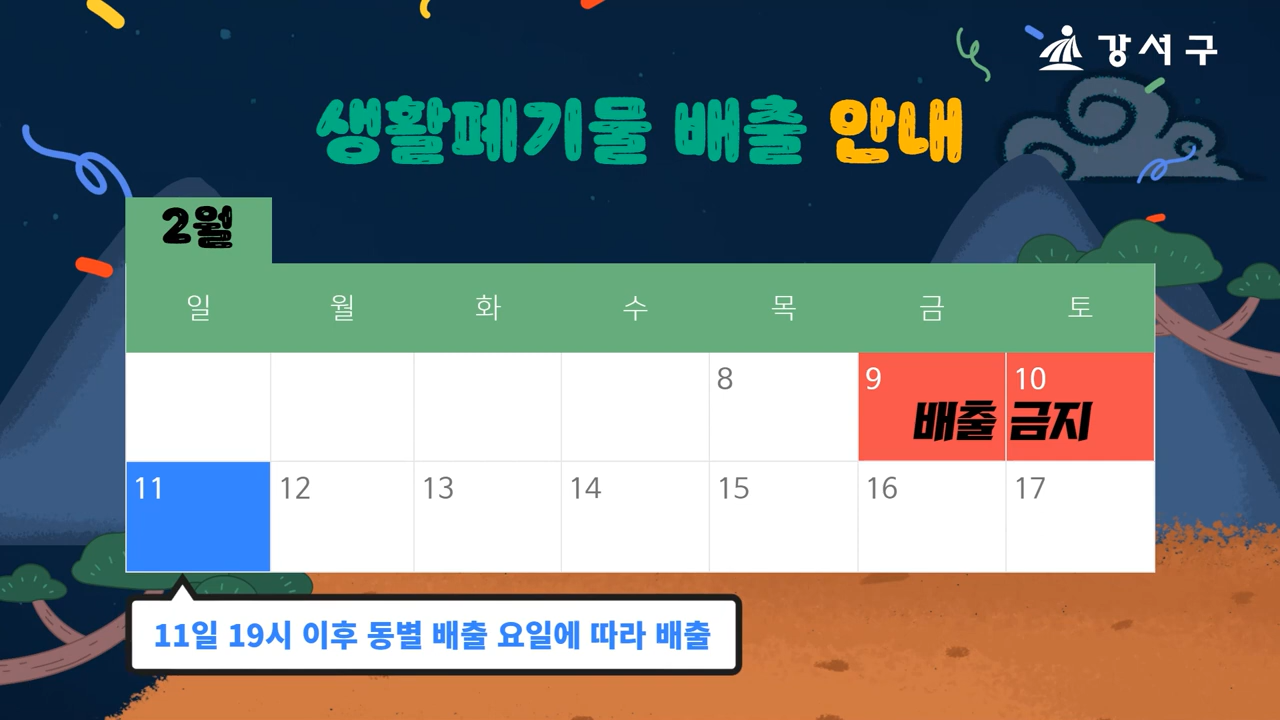 강서구
생활폐기물 배출 안내
2월
일 월 화 수 목 금 토
8 9 10
배출 금지
11 12 13 14 15 16 17
11일 19시 이후 동별 배출 요일에 따라 배출